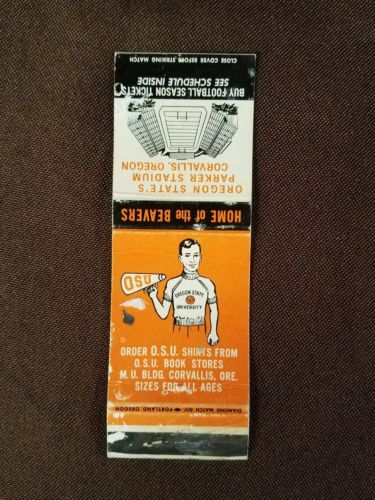 CLOSE COVER BEFORE STRIKING MATCH
BUY FOOTBALL SEASON TICKETS
SEE SCHEDULE INSIDE
OREGON STATE'S
PARKER STADIUM
CORVALLIS, OREGON
HOME of the BEAVERS
OSU
OREGON STATE
UNIVERSITY
ORDER O.S.U. SHIRTS FROM
O.S.U. BOOK STORES
M.U. BLDG. CORVALLIS, ORE.
SIZES FOR ALL AGES
DIAMOND MATCH DIV. PORTLAND, OREGON